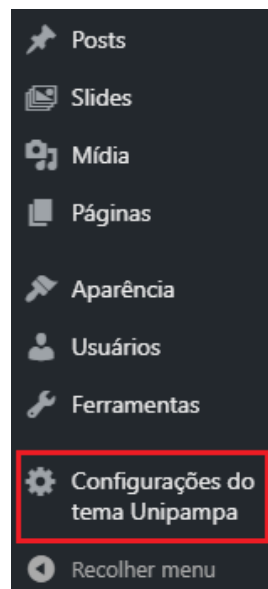 Posts
Slides
Mídia
Páginas
Aparência
Usuários
Ferramentas
Configurações do
tema Unipampa
Recolher menu